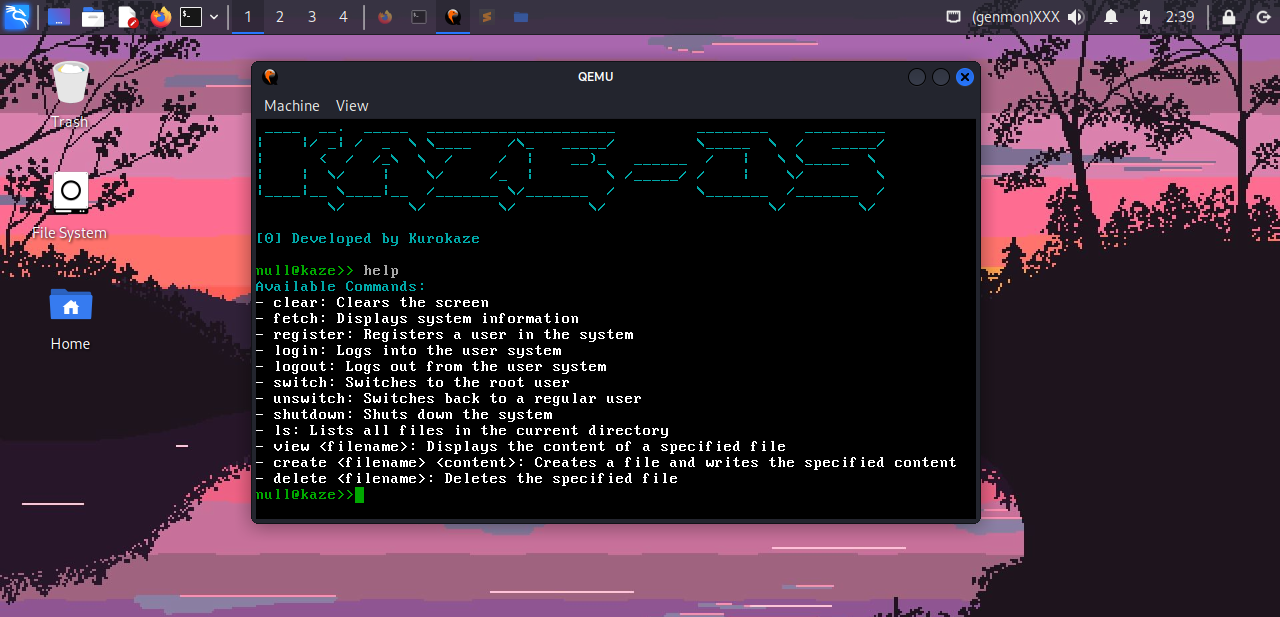 1 2 3 4 (genmon)XXX 2:39
Trash
File System
Home
QEMU
Machine View
KAZE-OS
[0] Developed by Kurokaze
null@kaze>> help
Available Commands:
- clear: Clears the screen
- fetch: Displays system information
- register: Registers a user in the system
- login: Logs into the user system
- logout: Logs out from the user system
- switch: Switches to the root user
- unswitch: Switches back to a regular user
- shutdown: Shuts down the system
- ls: Lists all files in the current directory
- view <filename>: Displays the content of a specified file
- create <filename> <content>: Creates a file and writes the specified content
- delete <filename>: Deletes the specified file
null@kaze>>